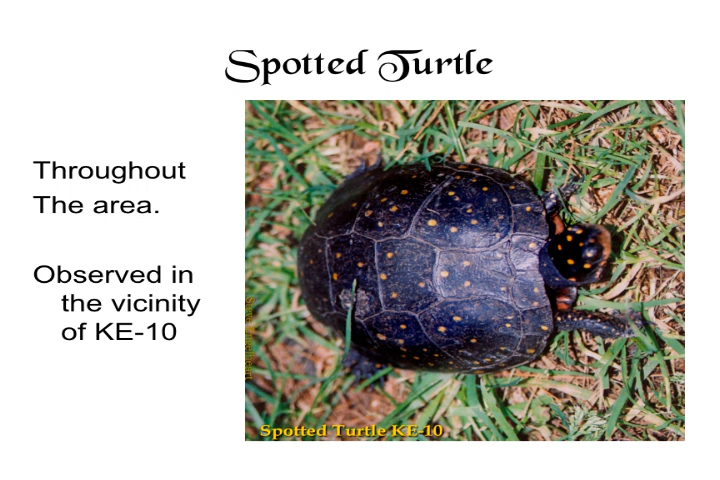 Spotted Turtle
Throughout
The area.
Observed in
the vicinity
of KE-10
Spotted Turtle KE-10